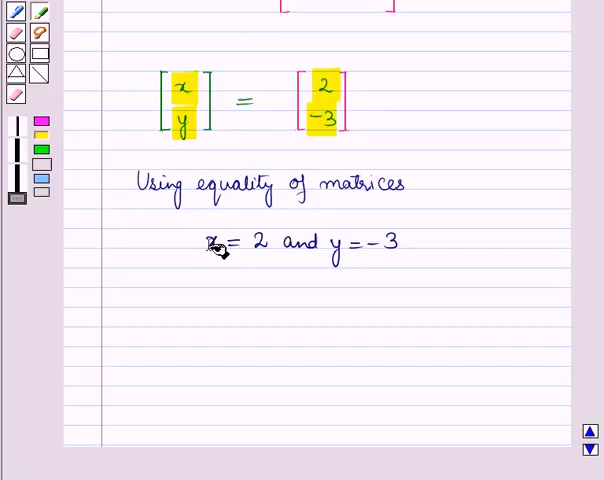 [x y] = [2 -3]
Using equality of matrices
x = 2 and y = -3